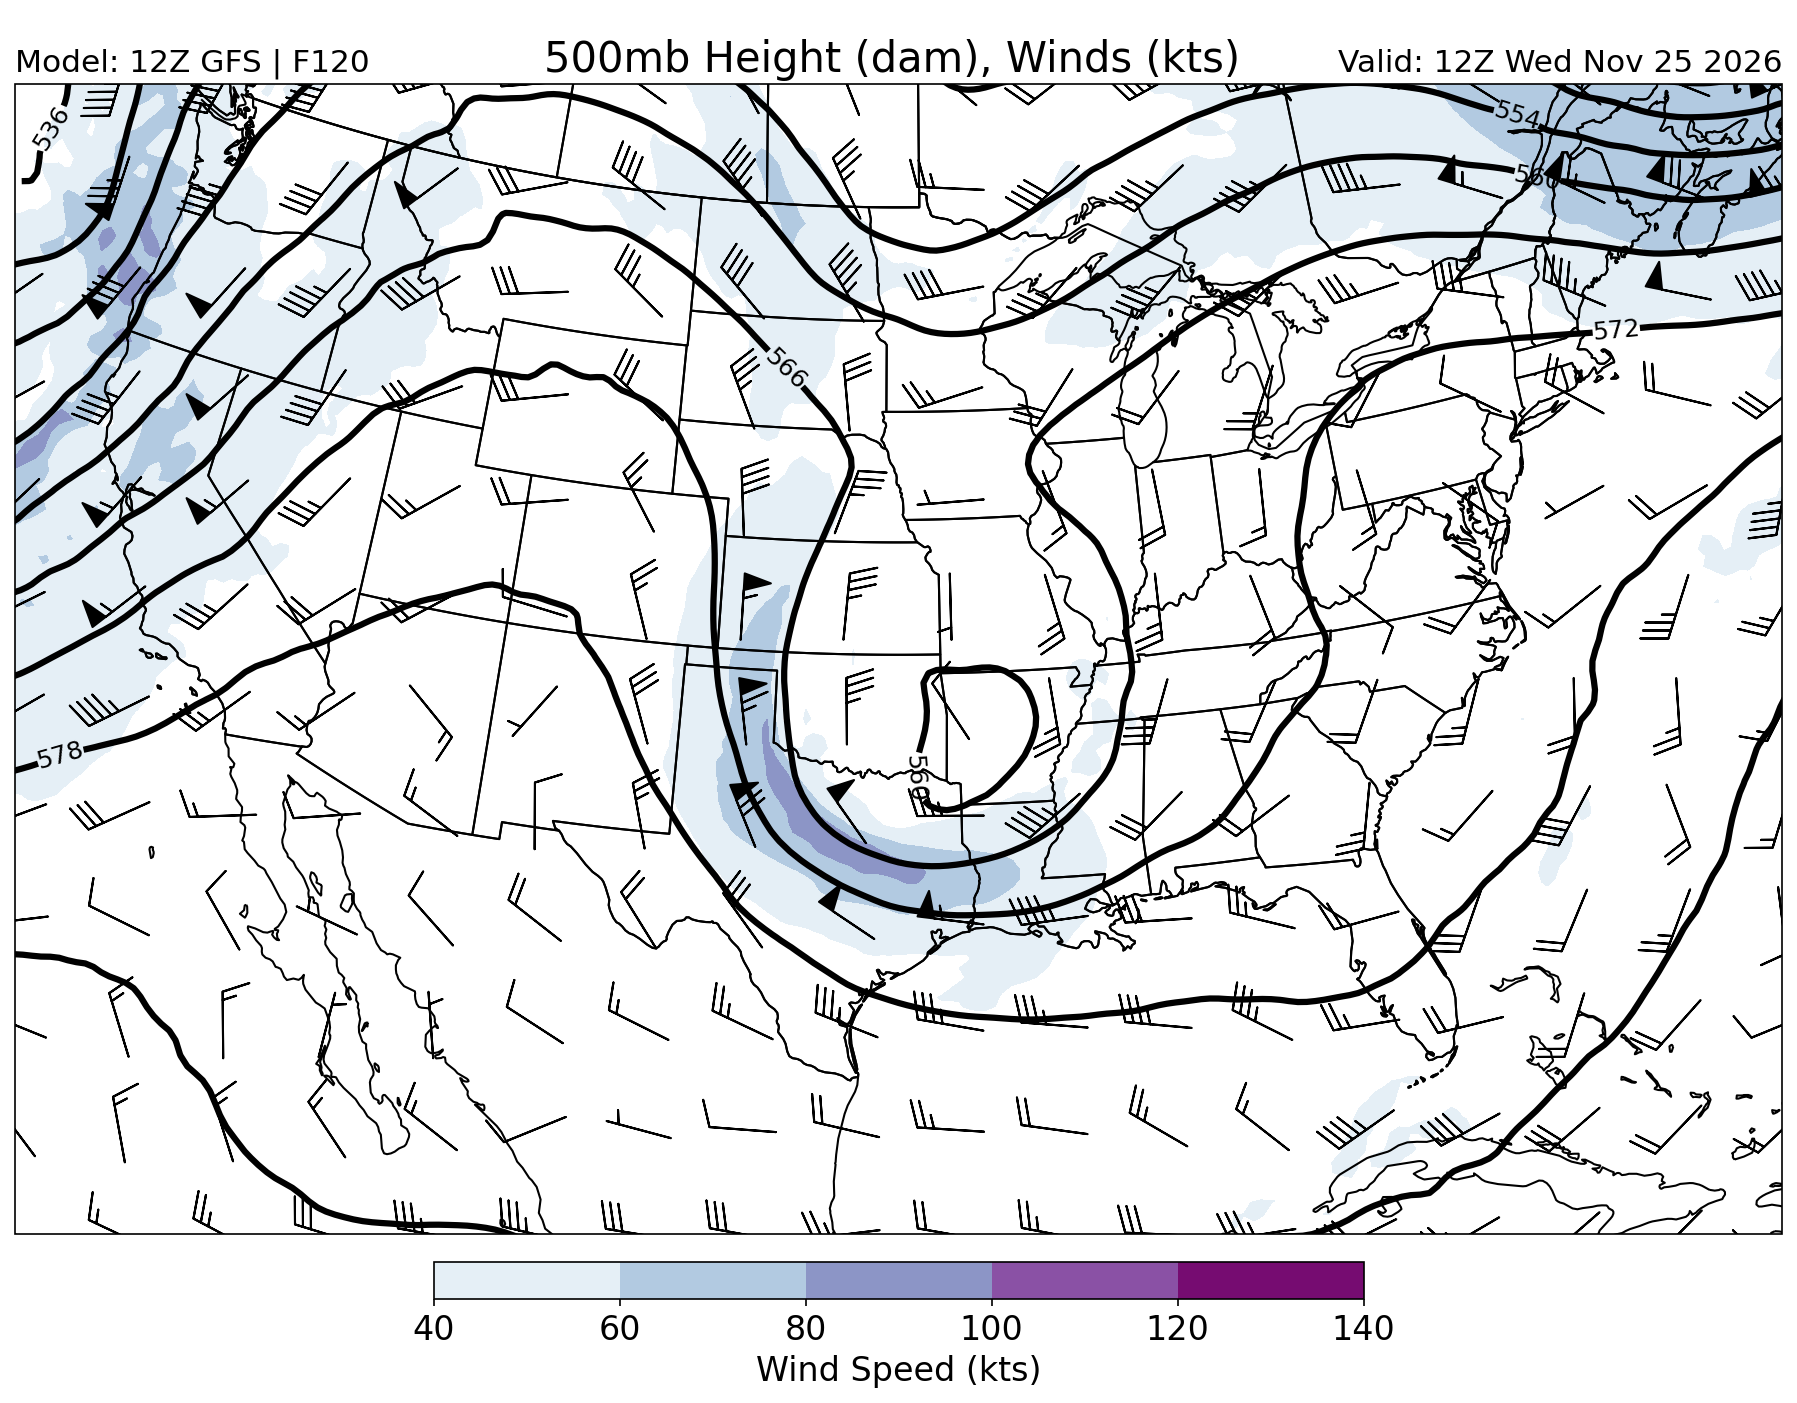 Model: 12Z GFS | F120
500mb Height (dam), Winds (kts)
Valid: 12Z Wed Nov 25 2026
536
554
560
566
572
578
560
40 60 80 100 120 140
Wind Speed (kts)